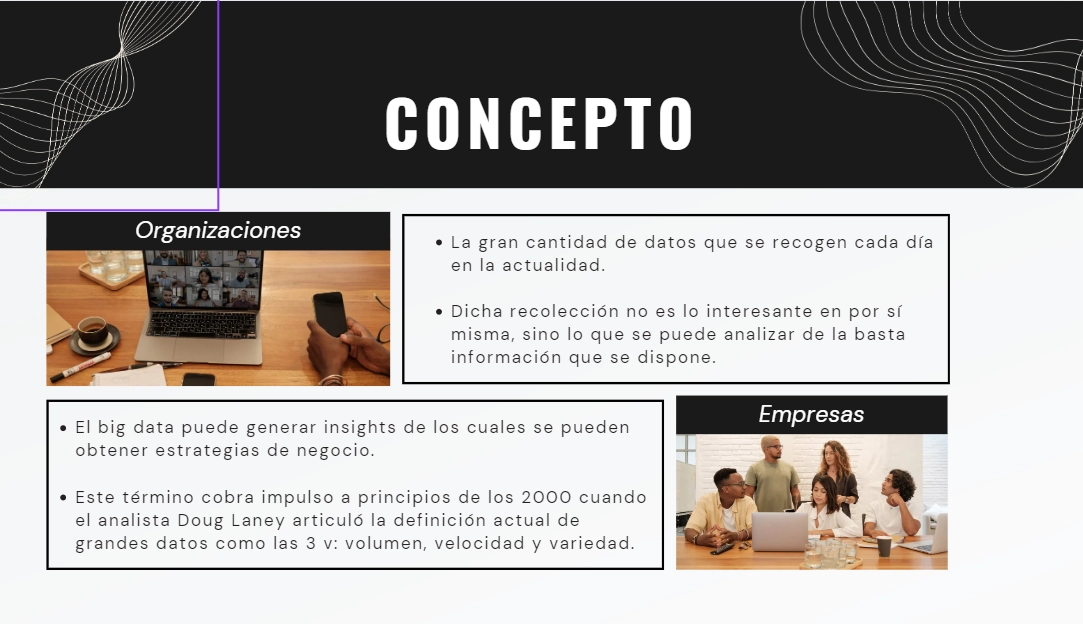 CONCEPTO
Organizaciones
La gran cantidad de datos que se recogen cada día
en la actualidad.
Dicha recolección no es lo interesante en por sí
misma, sino lo que se puede analizar de la basta
información que se dispone.
El big data puede generar insights de los cuales se pueden
obtener estrategias de negocio.
Este término cobra impulso a principios de los 2000 cuando
el analista Doug Laney articuló la definición actual de
grandes datos como las 3 v: volumen, velocidad y variedad.
Empresas